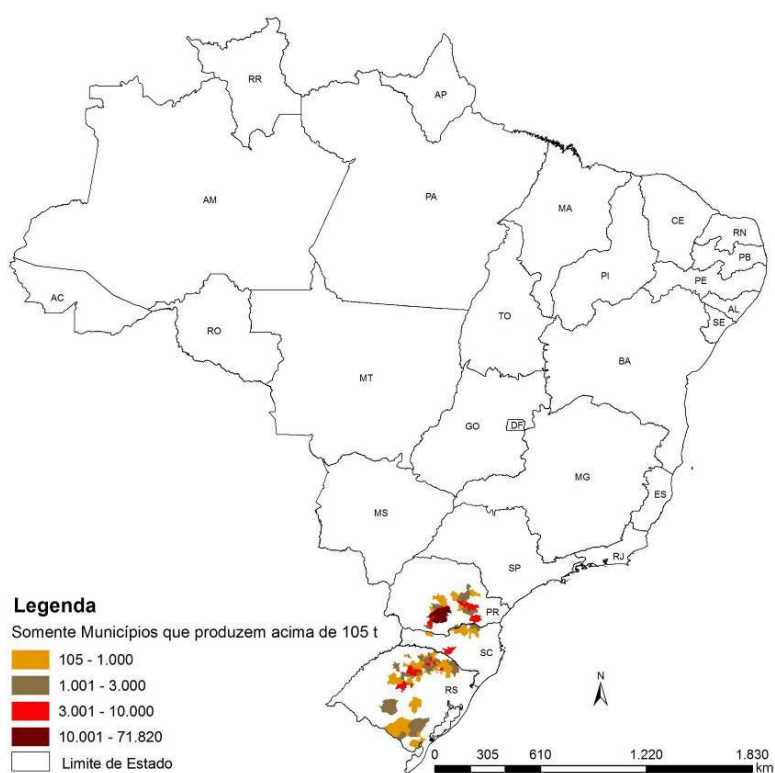 RR
AP
AM
PA
MA
CE
RN
PB
PE
PI
AL
SE
AC
RO
TO
BA
MT
GO
DF
MG
ES
MS
SP
RJ
PR
SC
RS
N
Legenda
Somente Municípios que produzem acima de 105 t
105 - 1.000
1.001 - 3.000
3.001 - 10.000
10.001 - 71.820
Limite de Estado
0 305 610 1.220 1.830
km